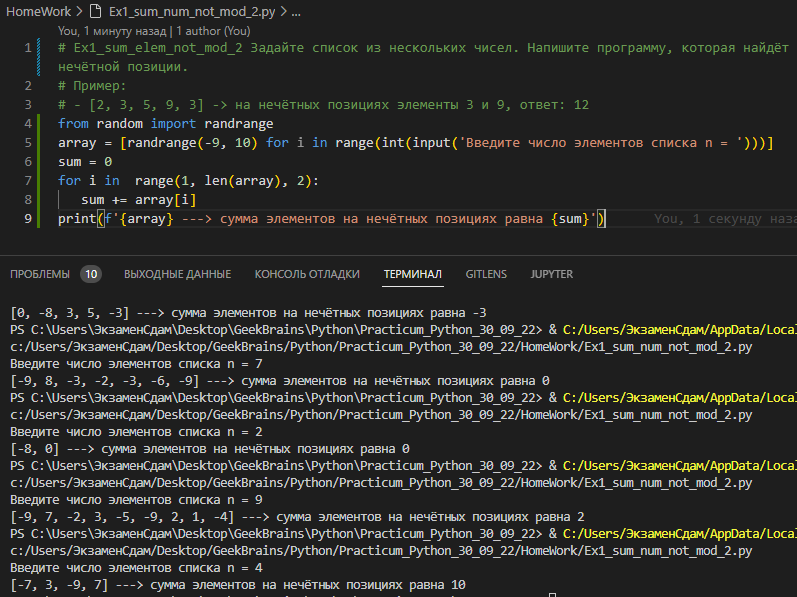 HomeWork > Ex1_sum_num_not_mod_2.py > ...
You, 1 минуту назад | 1 author (You)
1 # Ex1_sum_elem_not_mod_2 Задайте список из нескольких чисел. Напишите программу, которая найдёт
нечётной позиции.
2 # Пример:
3 # - [2, 3, 5, 9, 3] -> на нечётных позициях элементы 3 и 9, ответ: 12
4 from random import randrange
5 array = [randrange(-9, 10) for i in range(int(input('Введите число элементов списка n = ')))]
6 sum = 0
7 for i in  range(1, len(array), 2):
8    sum += array[i]
9 print(f'{array} ---> сумма элементов на нечётных позициях равна {sum}') You, 1 секунду наза
ПРОБЛЕМЫ 10 ВЫХОДНЫЕ ДАННЫЕ КОНСОЛЬ ОТЛАДКИ ТЕРМИНАЛ GITLENS JUPYTER
[0, -8, 3, 5, -3] ---> сумма элементов на нечётных позициях равна -3
PS C:\Users\ЭкзаменСдам\Desktop\GeekBrains\Python\Practicum_Python_30_09_22> & C:/Users/ЭкзаменСдам/AppData/Local
c:/Users/ЭкзаменСдам/Desktop/GeekBrains/Python/Practicum_Python_30_09_22/HomeWork/Ex1_sum_num_not_mod_2.py
Введите число элементов списка n = 7
[-9, 8, -3, -2, -3, -6, -9] ---> сумма элементов на нечётных позициях равна 0
PS C:\Users\ЭкзаменСдам\Desktop\GeekBrains\Python\Practicum_Python_30_09_22> & C:/Users/ЭкзаменСдам/AppData/Local
c:/Users/ЭкзаменСдам/Desktop/GeekBrains/Python/Practicum_Python_30_09_22/HomeWork/Ex1_sum_num_not_mod_2.py
Введите число элементов списка n = 2
[-8, 0] ---> сумма элементов на нечётных позициях равна 0
PS C:\Users\ЭкзаменСдам\Desktop\GeekBrains\Python\Practicum_Python_30_09_22> & C:/Users/ЭкзаменСдам/AppData/Local
c:/Users/ЭкзаменСдам/Desktop/GeekBrains/Python/Practicum_Python_30_09_22/HomeWork/Ex1_sum_num_not_mod_2.py
Введите число элементов списка n = 9
[-9, 7, -2, 3, -5, -9, 2, 1, -4] ---> сумма элементов на нечётных позициях равна 2
PS C:\Users\ЭкзаменСдам\Desktop\GeekBrains\Python\Practicum_Python_30_09_22> & C:/Users/ЭкзаменСдам/AppData/Local
c:/Users/ЭкзаменСдам/Desktop/GeekBrains/Python/Practicum_Python_30_09_22/HomeWork/Ex1_sum_num_not_mod_2.py
Введите число элементов списка n = 4
[-7, 3, -9, 7] ---> сумма элементов на нечётных позициях равна 10